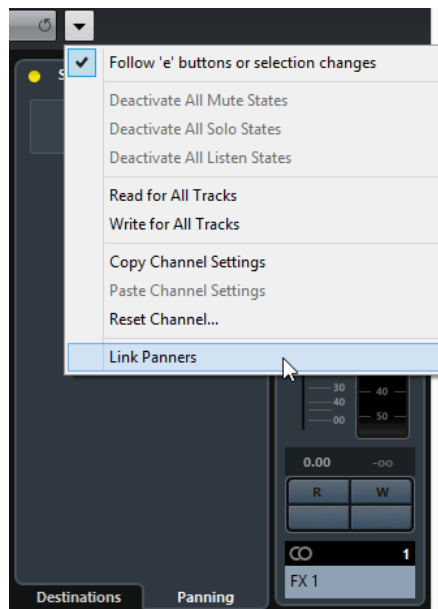 Follow 'e' buttons or selection changes
Deactivate All Mute States
Deactivate All Solo States
Deactivate All Listen States
Read for All Tracks
Write for All Tracks
Copy Channel Settings
Paste Channel Settings
Reset Channel...
Link Panners
30
40
00
40
50
0.00
-oo
R
W
1
FX 1
Destinations
Panning